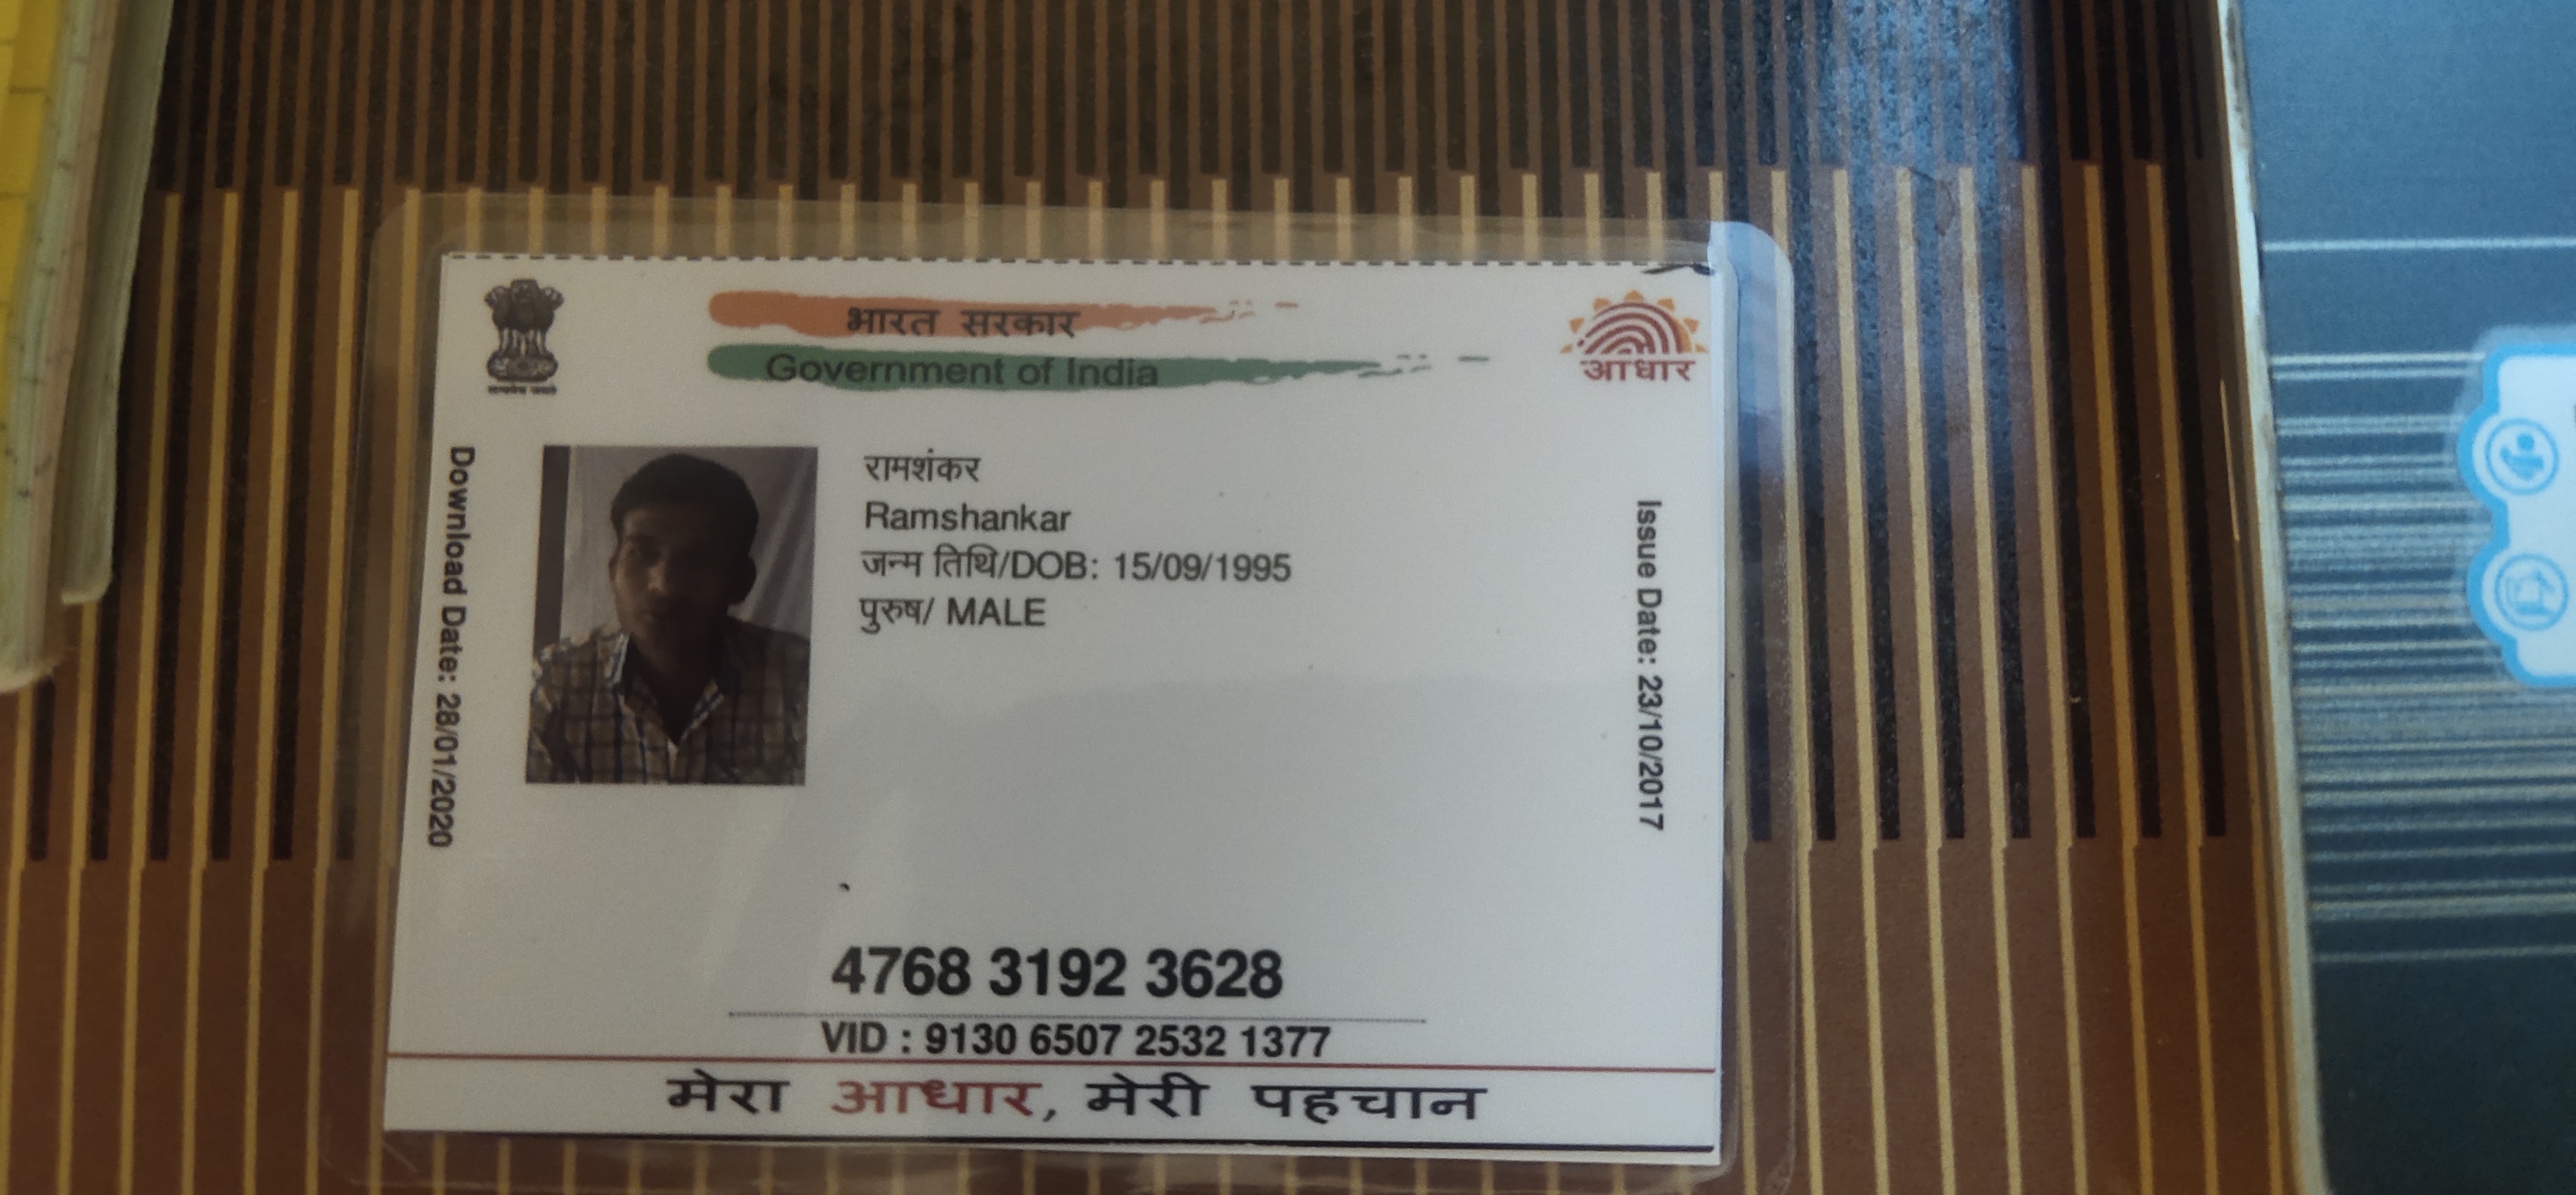 भारत सरकार
Government of India
आधार
Download Date: 28/01/2020
रामशंकर
Ramshankar
जन्म तिथि/DOB: 15/09/1995
पुरुष/ MALE
Issue Date: 23/10/2017
4768 3192 3628
VID : 9130 6507 2532 1377
मेरा आधार, मेरी पहचान